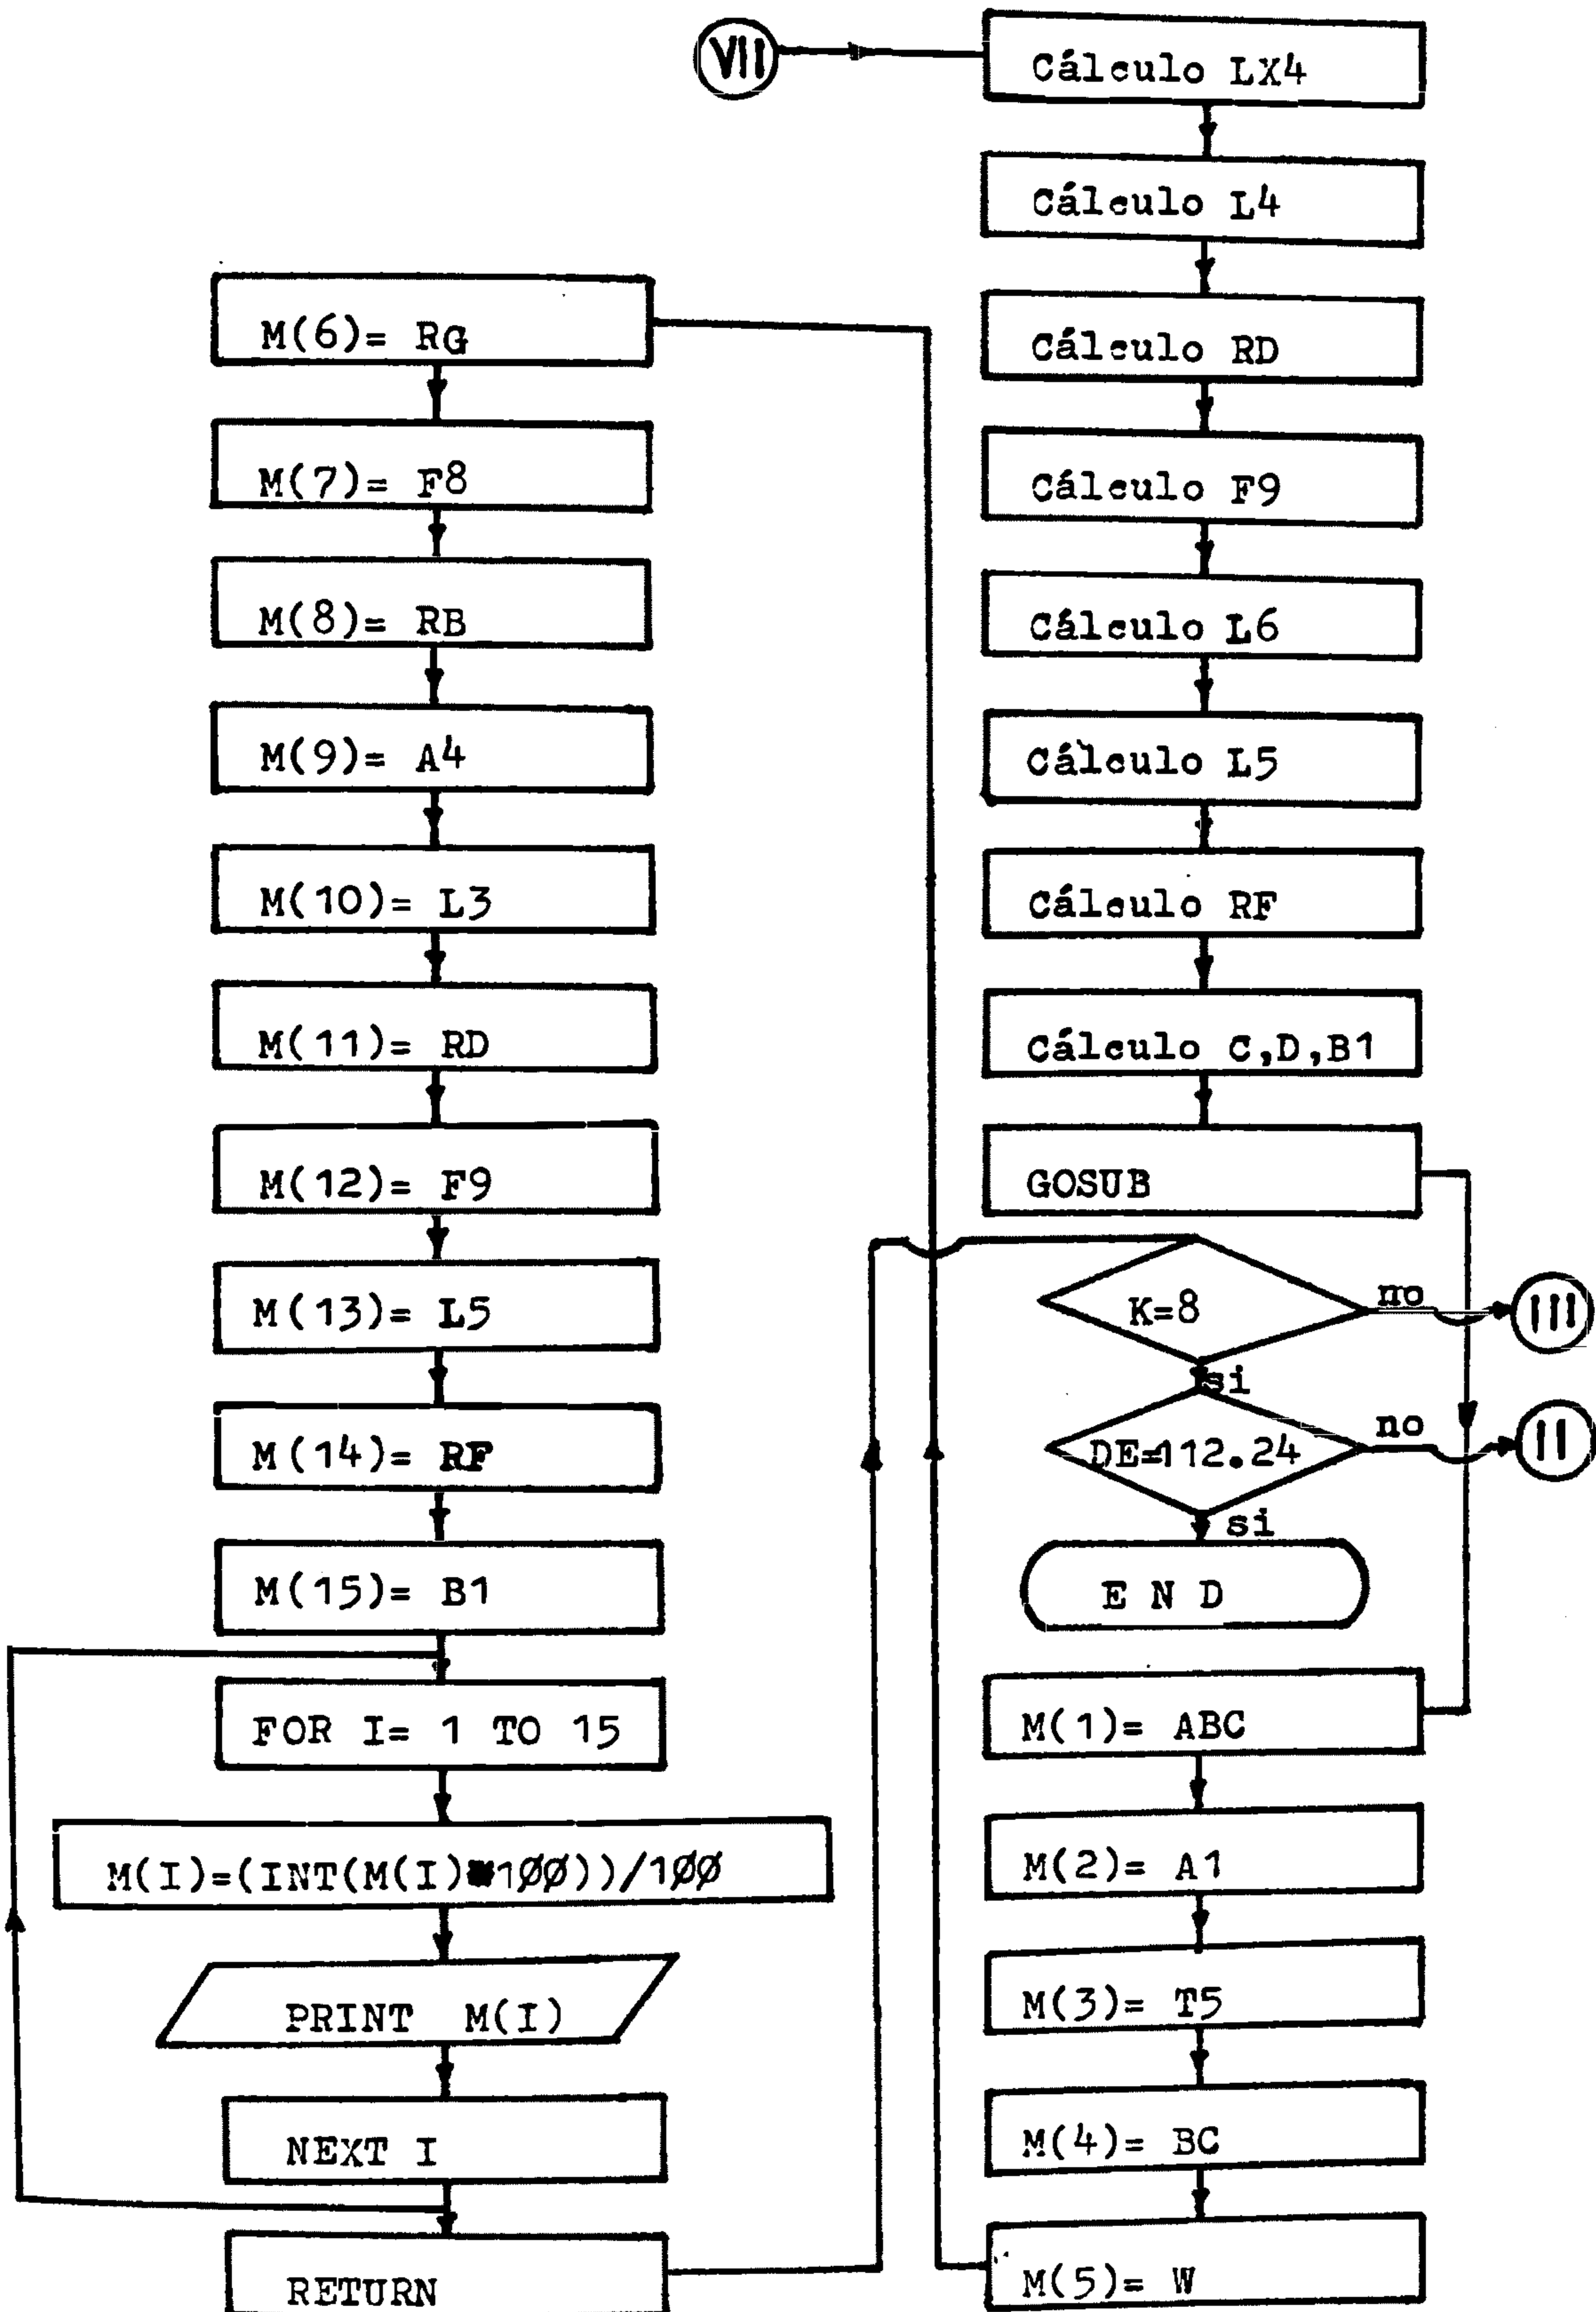 VII
Cálculo LX4
Cálculo L4
Cálculo RD
Cálculo F9
Cálculo L6
Cálculo L5
Cálculo RF
Cálculo C,D,B1
GOSUB
K=8
no
III
si
DE=112.24
no
II
si
E N D
M(1)= ABC
M(2)= A1
M(3)= T5
M(4)= BC
M(5)= W
M(6)= RG
M(7)= F8
M(8)= RB
M(9)= A4
M(10)= L3
M(11)= RD
M(12)= F9
M(13)= L5
M(14)= RF
M(15)= B1
FOR I= 1 TO 15
M(I)=(INT(M(I)*1ØØ))/1ØØ
PRINT M(I)
NEXT I
RETURN